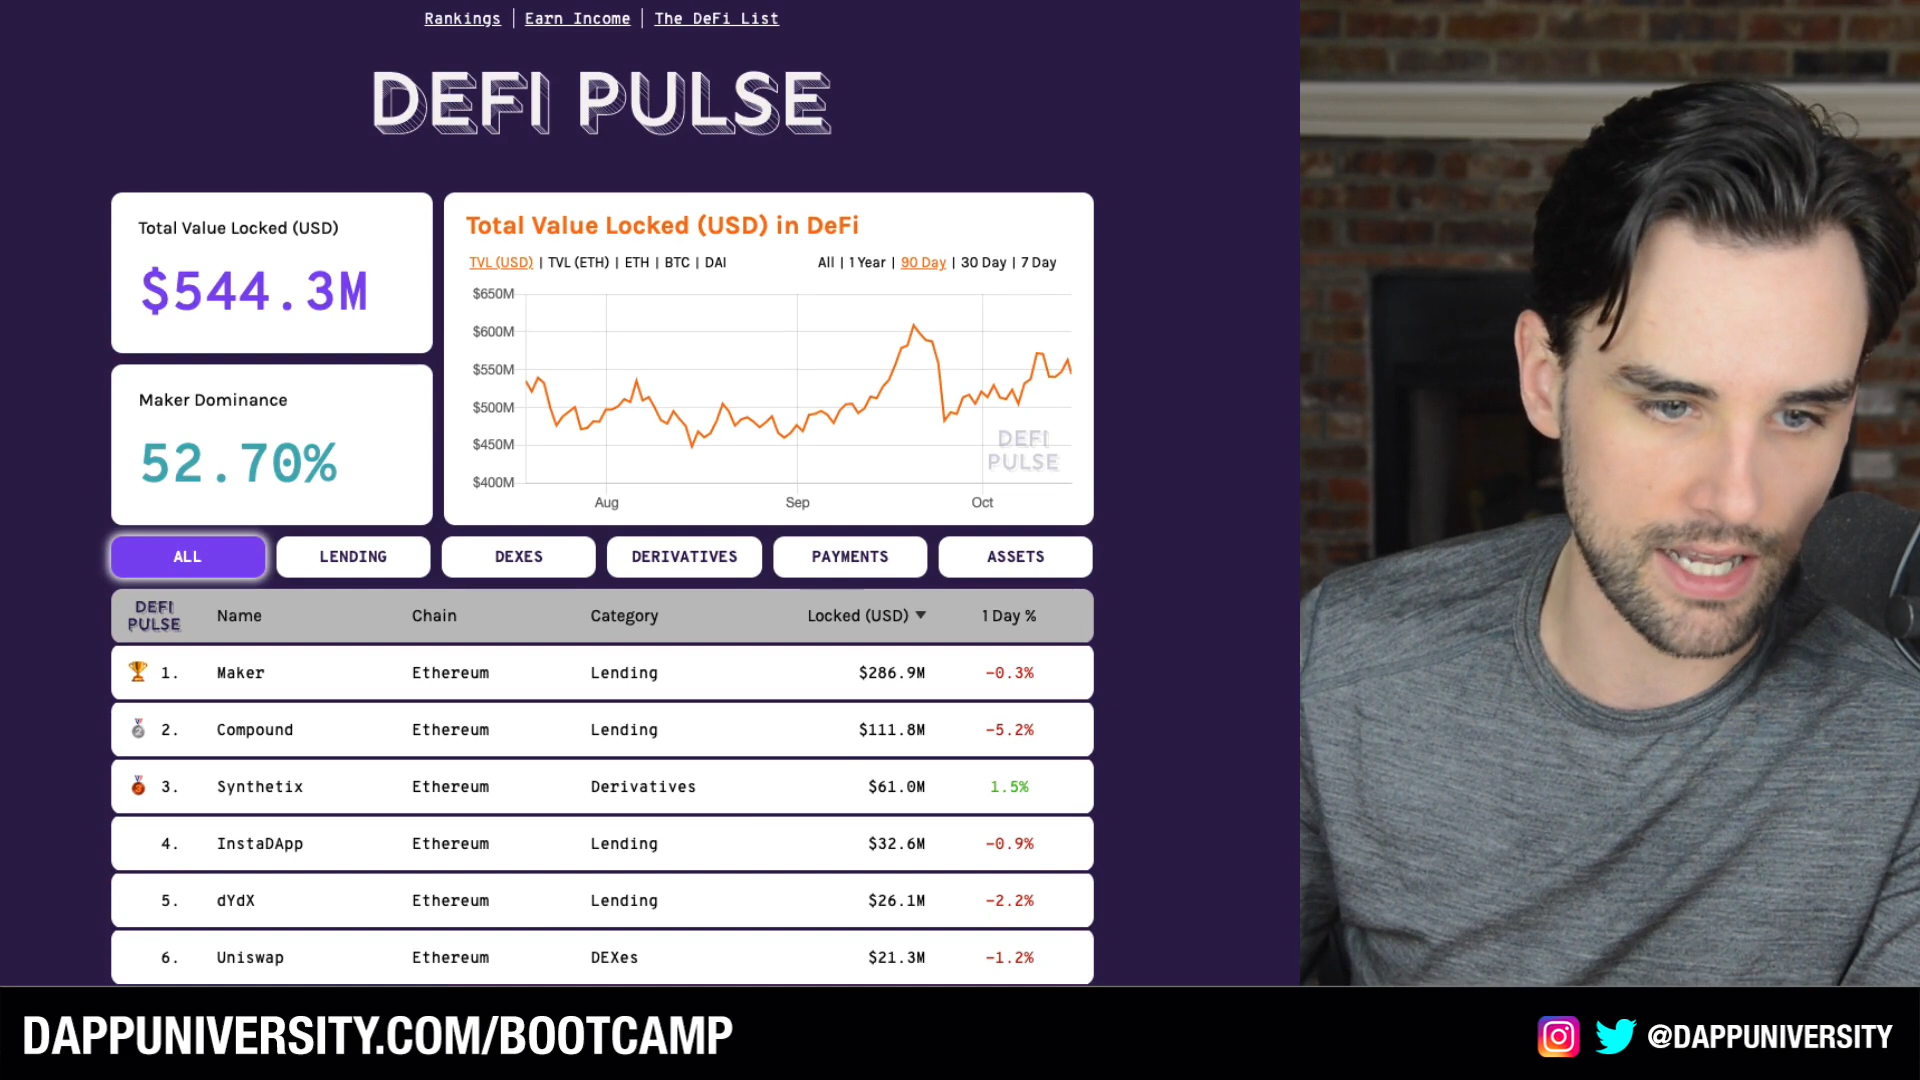 Rankings | Earn Income | The DeFi List
DEFI PULSE
Total Value Locked (USD)
$544.3M
Maker Dominance
52.70%
Total Value Locked (USD) in DeFi
TVL (USD) | TVL (ETH) | ETH | BTC | DAI
All | 1 Year | 90 Day | 30 Day | 7 Day
$650M
$600M
$550M
$500M
$450M
$400M
Aug Sep Oct
DEFI
PULSE
ALL LENDING DEXES DERIVATIVES PAYMENTS ASSETS
DEFI
PULSE
Name Chain Category Locked (USD) ▼ 1 Day %
1. Maker Ethereum Lending $286.9M -0.3%
2. Compound Ethereum Lending $111.8M -5.2%
3. Synthetix Ethereum Derivatives $61.0M 1.5%
4. InstaDApp Ethereum Lending $32.6M -0.9%
5. dYdX Ethereum Lending $26.1M -2.2%
6. Uniswap Ethereum DEXes $21.3M -1.2%
DAPPUNIVERSITY.COM/BOOTCAMP
@DAPPUNIVERSITY